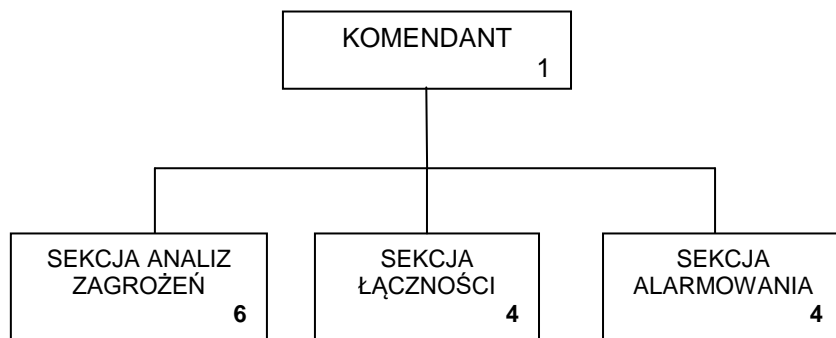 KOMENDANT
1
SEKCJA ANALIZ
ZAGROŻEŃ
6
SEKCJA
ŁĄCZNOŚCI
4
SEKCJA
ALARMOWANIA
4